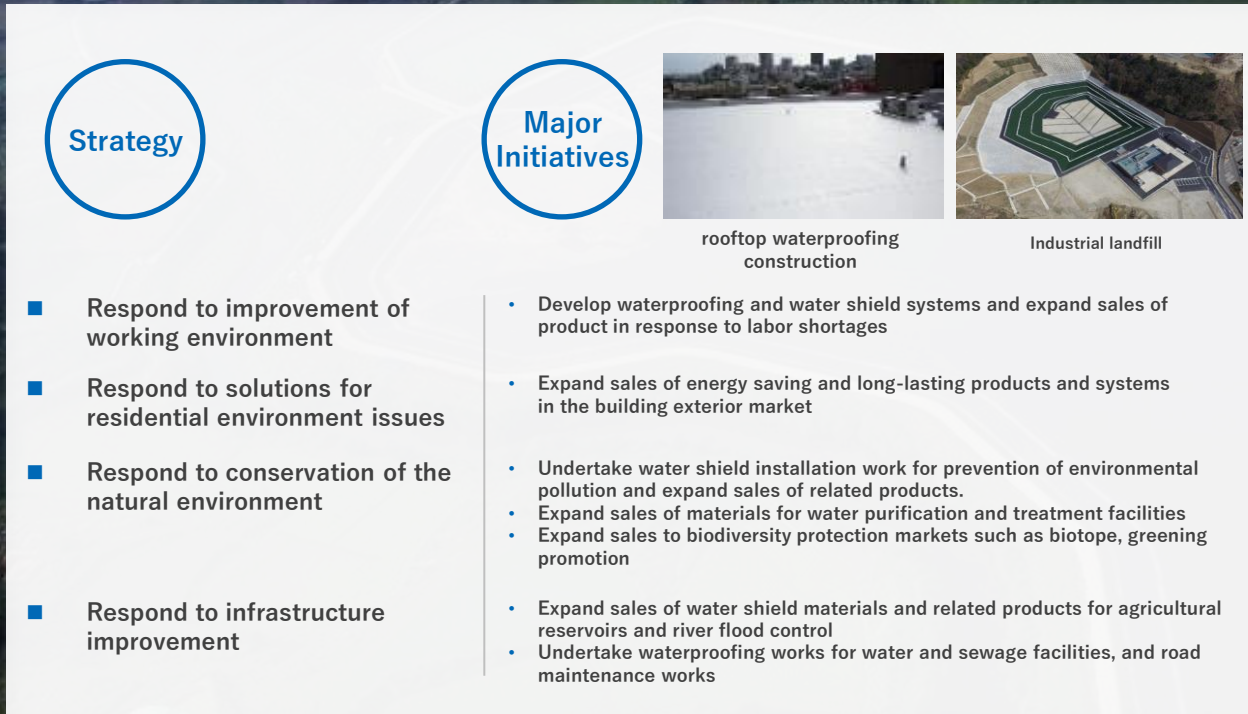 Strategy
Major
Initiatives
rooftop waterproofing
construction
Industrial landfill
■ Respond to improvement of
working environment
• Develop waterproofing and water shield systems and expand sales of
product in response to labor shortages
■ Respond to solutions for
residential environment issues
• Expand sales of energy saving and long-lasting products and systems
in the building exterior market
■ Respond to conservation of the
natural environment
• Undertake water shield installation work for prevention of environmental
pollution and expand sales of related products.
• Expand sales of materials for water purification and treatment facilities
• Expand sales to biodiversity protection markets such as biotope, greening
promotion
■ Respond to infrastructure
improvement
• Expand sales of water shield materials and related products for agricultural
reservoirs and river flood control
• Undertake waterproofing works for water and sewage facilities, and road
maintenance works